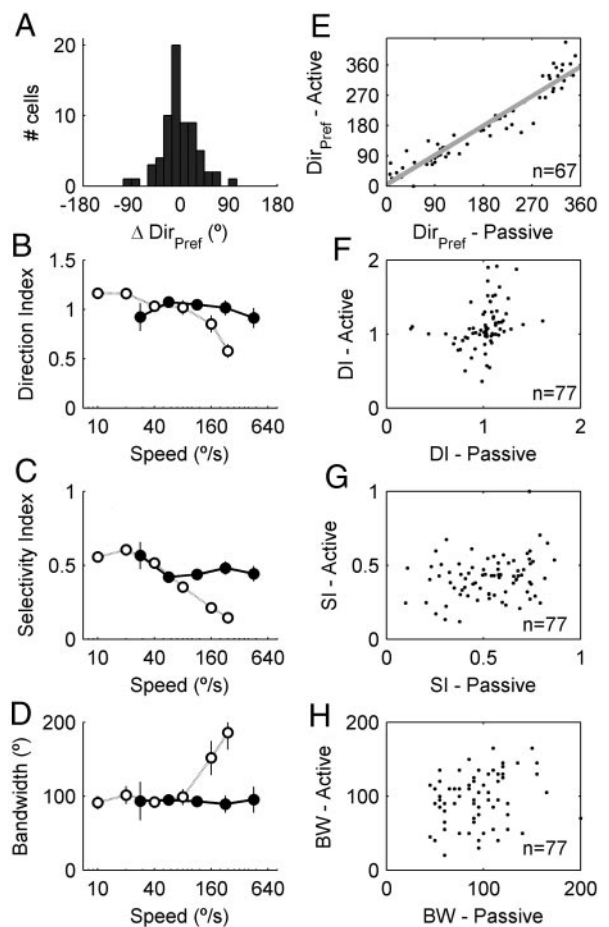 A
20
10
0
# cells
-180 -90 0 90 180
Δ DirPref (º)
B
1.5
1
0.5
0
Direction Index
10 40 160 640
Speed (º/s)
C
1
0.5
0
Selectivity Index
10 40 160 640
Speed (º/s)
D
200
100
0
Bandwidth (º)
10 40 160 640
Speed (º/s)
E
360
270
180
90
0
DirPref - Active
n=67
0 90 180 270 360
DirPref - Passive
F
2
1
0
DI - Active
n=77
0 1 2
DI - Passive
G
1
0.5
0
SI - Active
n=77
0 0.5 1
SI - Passive
H
200
100
0
BW - Active
n=77
0 100 200
BW - Passive